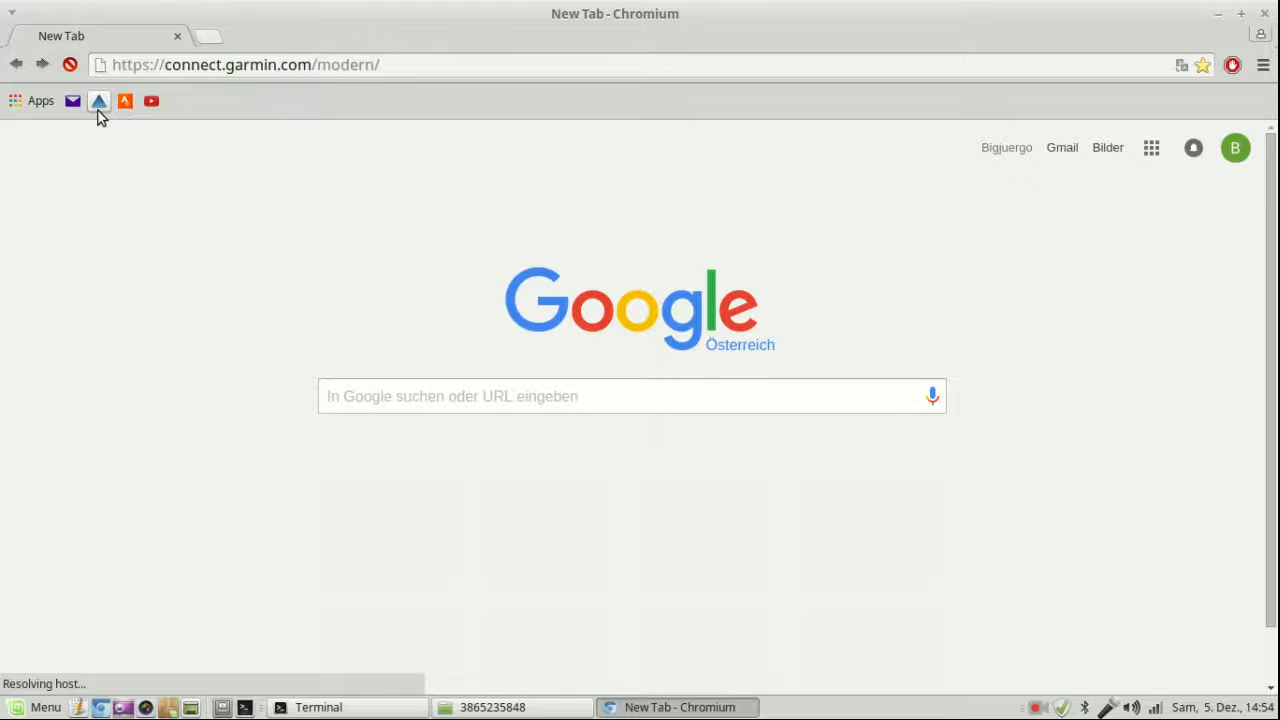 New Tab - Chromium
New Tab
https://connect.garmin.com/modern/
Apps
Bigjuergo Gmail Bilder B
Google
Österreich
In Google suchen oder URL eingeben
Resolving host...
Menu Terminal 3865235848 New Tab - Chromium Sam, 5. Dez., 14:54